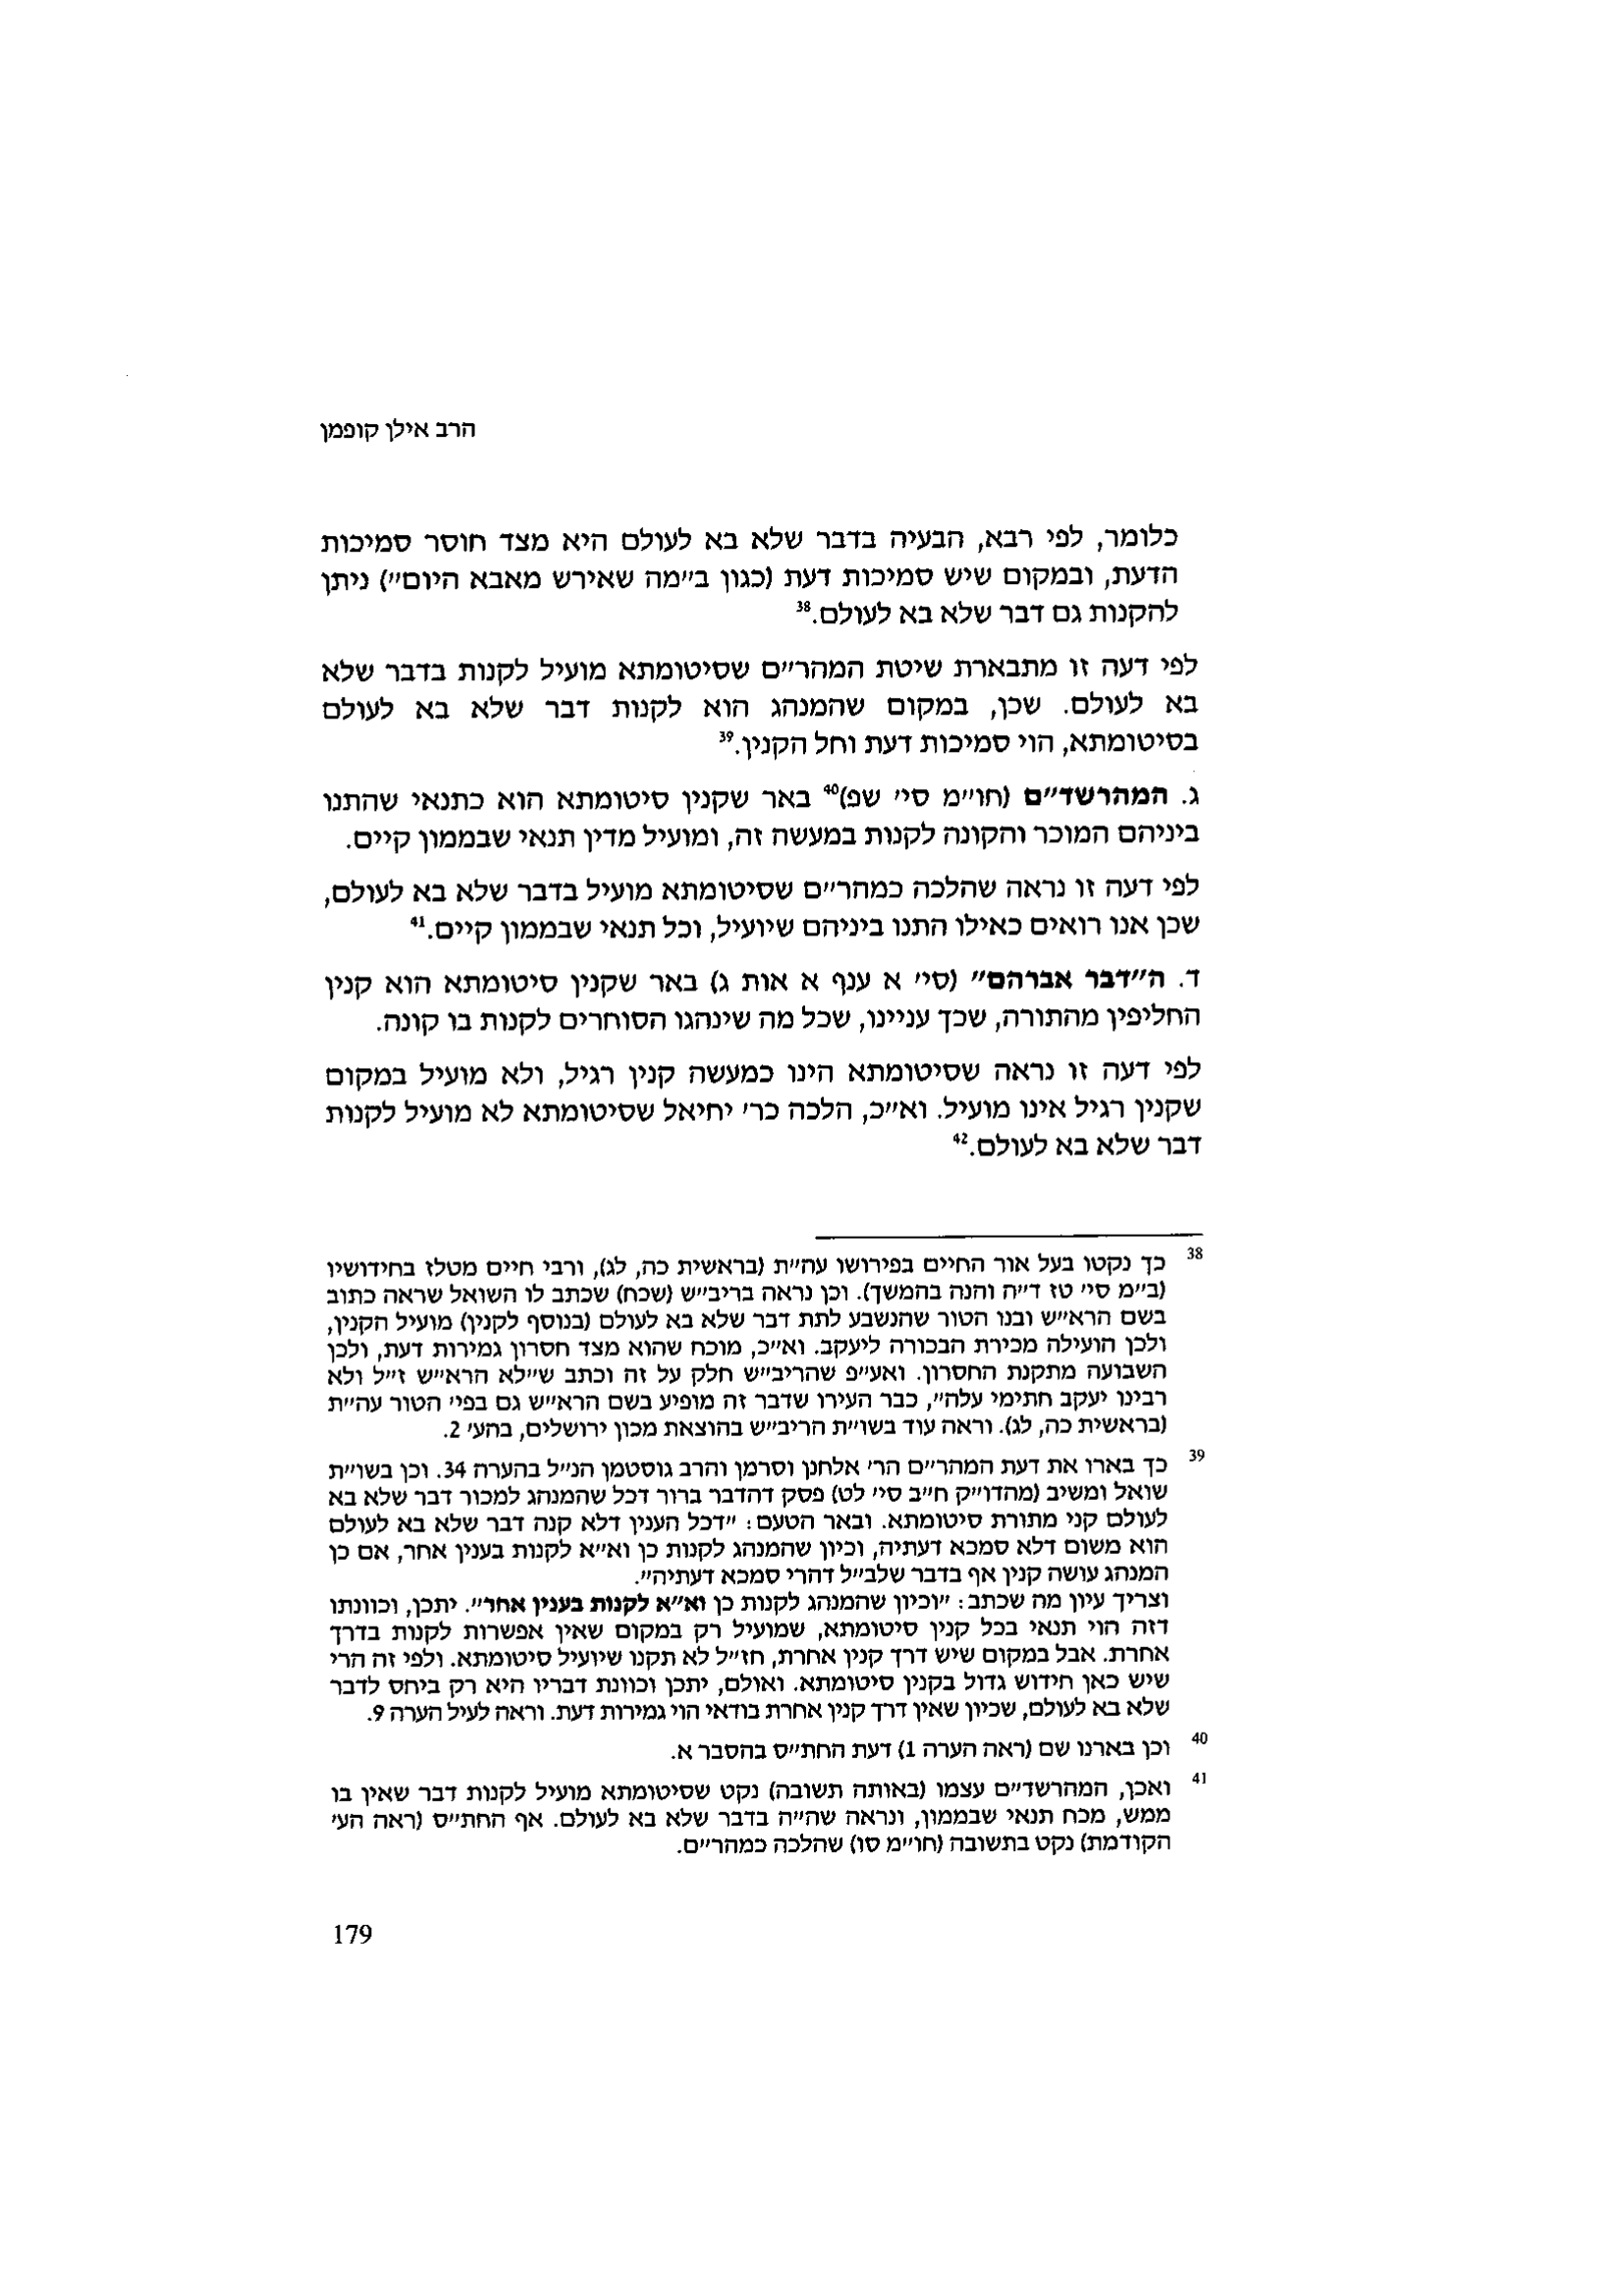 הרב אילן קופמן
כלומר, לפי רבא, הבעיה בדבר שלא בא לעולם היא מצד חוסר סמיכות
הדעת, ובמקום שיש סמיכות דעת (כגון ב״מה שאירש מאבא היום״) ניתן
להקנות גם דבר שלא בא לעולם.38
לפי דעה זו מתבארת שיטת המהר״ם שסיטומתא מועיל לקנות בדבר שלא
בא לעולם. שכן, במקום שהמנהג הוא לקנות דבר שלא בא לעולם
בסיטומתא, הוי סמיכות דעת וחל הקנין.39
ג. המהרשד״ם (חו״מ סי׳ שפ)40 באר שקנין סיטומתא הוא כתנאי שהתנו
ביניהם המוכר והקונה לקנות במעשה זה, ומועיל מדין תנאי שבממון קיים.
לפי דעה זו נראה שהלכה כמהר״ם שסיטומתא מועיל בדבר שלא בא לעולם,
שכן אנו רואים כאילו התנו ביניהם שיועיל, וכל תנאי שבממון קיים.41
ד. ה״דבר אברהם״ (סי׳ א ענף א אות ג) באר שקנין סיטומתא הוא קנין
החליפין מהתורה, שכך עניינו, שכל מה שינהגו הסוחרים לקנות בו קונה.
לפי דעה זו נראה שסיטומתא הינו כמעשה קנין רגיל, ולא מועיל במקום
שקנין רגיל אינו מועיל. וא״כ, הלכה כר׳ יחיאל שסיטומתא לא מועיל לקנות
דבר שלא בא לעולם.42
38 כך נקטו בעל אור החיים בפירושו עה״ת (בראשית כה, לג), ורבי חיים מטלז בחידושיו
(ב״מ סי׳ טז ד״ה והנה בהמשך). וכן נראה בריב״ש (שכח) שכתב לו השואל שראה כתוב
בשם הרא״ש ובנו הטור שהנשבע לתת דבר שלא בא לעולם (בנוסף לקנין) מועיל הקנין,
ולכן הועילה מכירת הבכורה ליעקב. וא״כ, מוכח שהוא מצד חסרון גמירות דעת, ולכן
השבועה מתקנת החסרון. ואע״פ שהריב״ש חלק על זה וכתב ש״לא הרא״ש ז״ל ולא
רבינו יעקב חתימי עלה״, כבר העירו שדבר זה מופיע בשם הרא״ש גם בפי׳ הטור עה״ת
(בראשית כה, לג). וראה עוד בשו״ת הריב״ש בהוצאת מכון ירושלים, בהע׳ 2.
39 כך בארו את דעת המהר״ם הר׳ אלחנן וסרמן והרב גוסטמן הנ״ל בהערה 34. וכן בשו״ת
שואל ומשיב (מהדו״ק ח״ב סי׳ לט) פסק דהדבר ברור דכל שהמנהג למכור דבר שלא בא
לעולם קני מתורת סיטומתא. ובאר הטעם: ״דכל הענין דלא קנה דבר שלא בא לעולם
הוא משום דלא סמכא דעתיה, וכיון שהמנהג לקנות כן וא״א לקנות בענין אחר, אם כן
המנהג עושה קנין אף בדבר שלב״ל דהרי סמכא דעתיה״.
וצריך עיון מה שכתב: ״וכיון שהמנהג לקנות כן וא״א לקנות בענין אחר״. יתכן, וכוונתו
דזה הוי תנאי בכל קנין סיטומתא, שמועיל רק במקום שאין אפשרות לקנות בדרך
אחרת. אבל במקום שיש דרך קנין אחרת, חז״ל לא תקנו שיועיל סיטומתא. ולפי זה הרי
שיש כאן חידוש גדול בקנין סיטומתא. ואולם, יתכן וכוונת דבריו היא רק ביחס לדבר
שלא בא לעולם, שכיון שאין דרך קנין אחרת בודאי הוי גמירות דעת. וראה לעיל הערה 9.
40 וכן בארנו שם (ראה הערה 1) דעת החת״ס בהסבר א.
41 ואכן, המהרשד״ם עצמו (באותה תשובה) נקט שסיטומתא מועיל לקנות דבר שאין בו
ממש, מכח תנאי שבממון, ונראה שה״ה בדבר שלא בא לעולם. אף החת״ס (ראה הע׳
הקודמת) נקט בתשובה (חו״מ סו) שהלכה כמהר״ם.
179